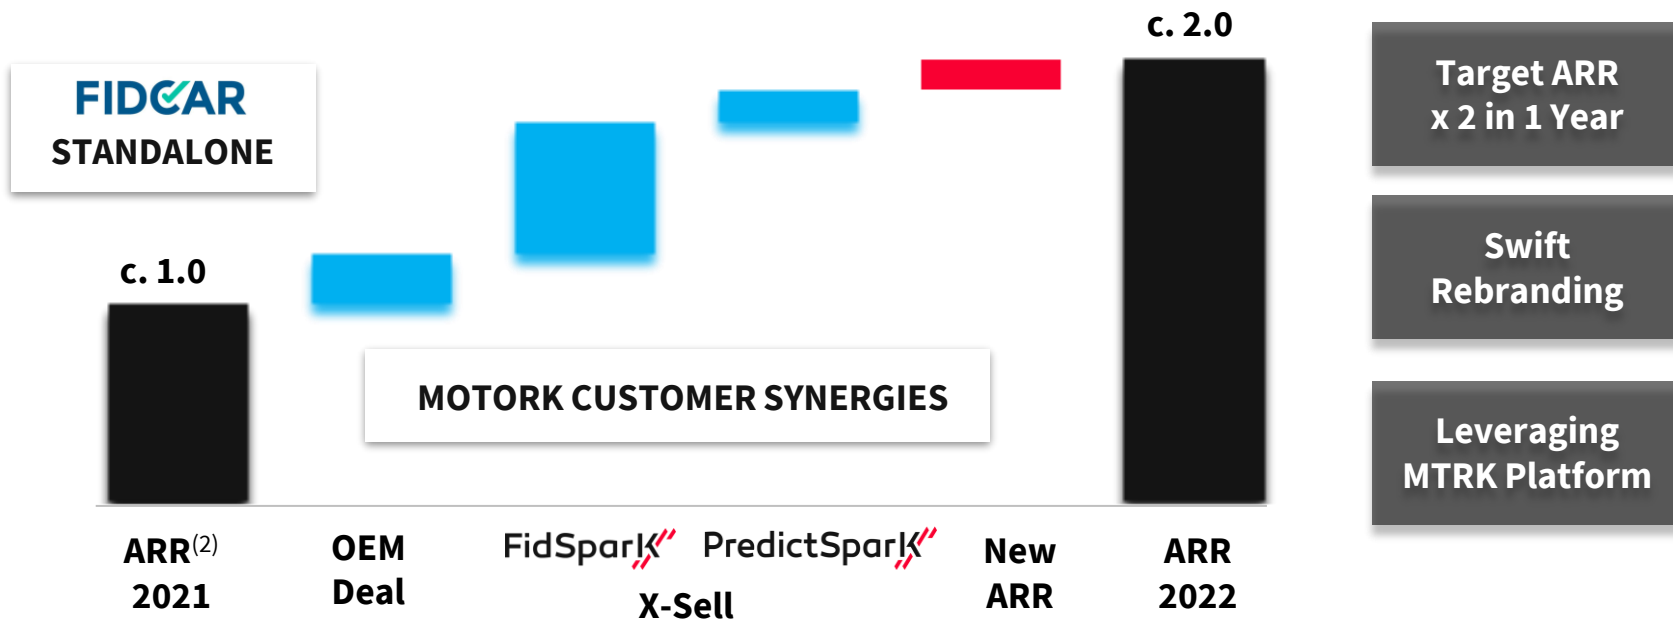 c. 2.0
FIDCAR
STANDALONE
c. 1.0
MOTORK CUSTOMER SYNERGIES
ARR(2)
2021
OEM
Deal
FidSpark
PredictSpark
X-Sell
New
ARR
ARR
2022
Target ARR
x 2 in 1 Year
Swift
Rebranding
Leveraging
MTRK Platform